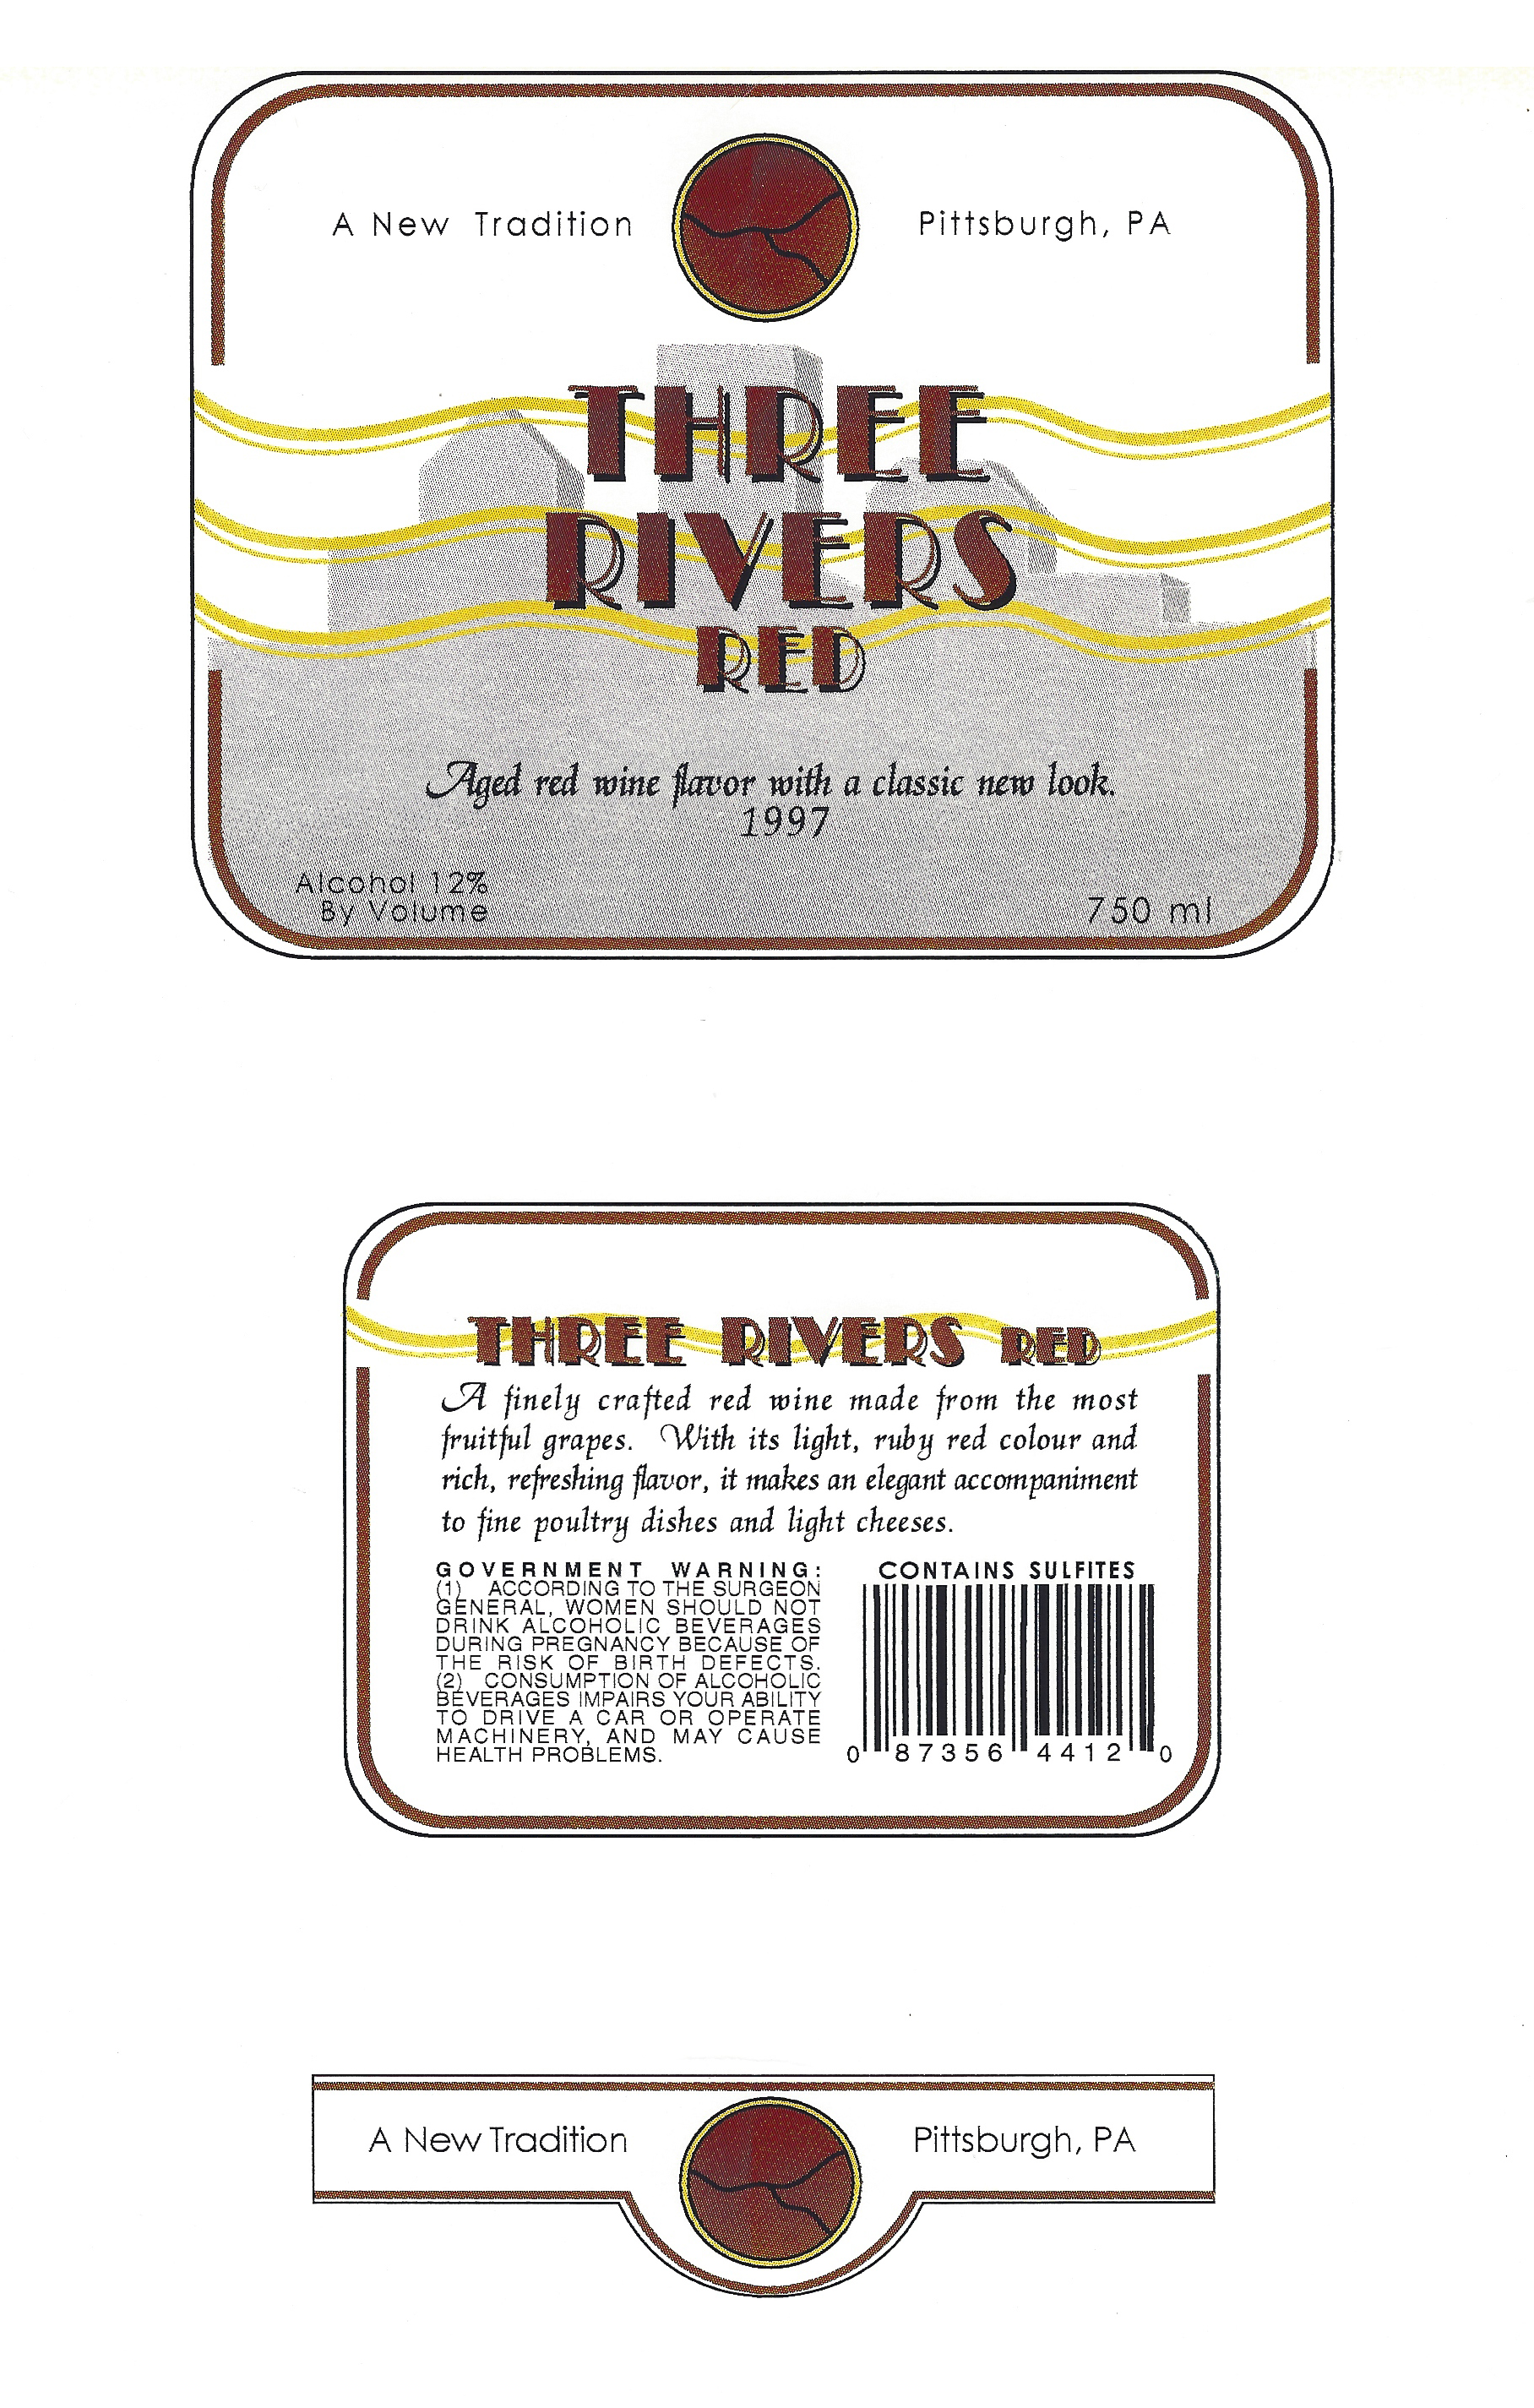 A New Tradition
Pittsburgh, PA
THREE
RIVERS
RED
Aged red wine flavor with a classic new look.
1997
Alcohol 12%
By Volume
750 ml
THREE RIVERS RED
A finely crafted red wine made from the most
fruitful grapes. With its light, ruby red colour and
rich, refreshing flavor, it makes an elegant accompaniment
to fine poultry dishes and light cheeses.
GOVERNMENT WARNING:
(1) ACCORDING TO THE SURGEON
GENERAL, WOMEN SHOULD NOT
DRINK ALCOHOLIC BEVERAGES
DURING PREGNANCY BECAUSE OF
THE RISK OF BIRTH DEFECTS.
(2) CONSUMPTION OF ALCOHOLIC
BEVERAGES IMPAIRS YOUR ABILITY
TO DRIVE A CAR OR OPERATE
MACHINERY, AND MAY CAUSE
HEALTH PROBLEMS.
CONTAINS SULFITES
0 87356 4412 0
A New Tradition
Pittsburgh, PA